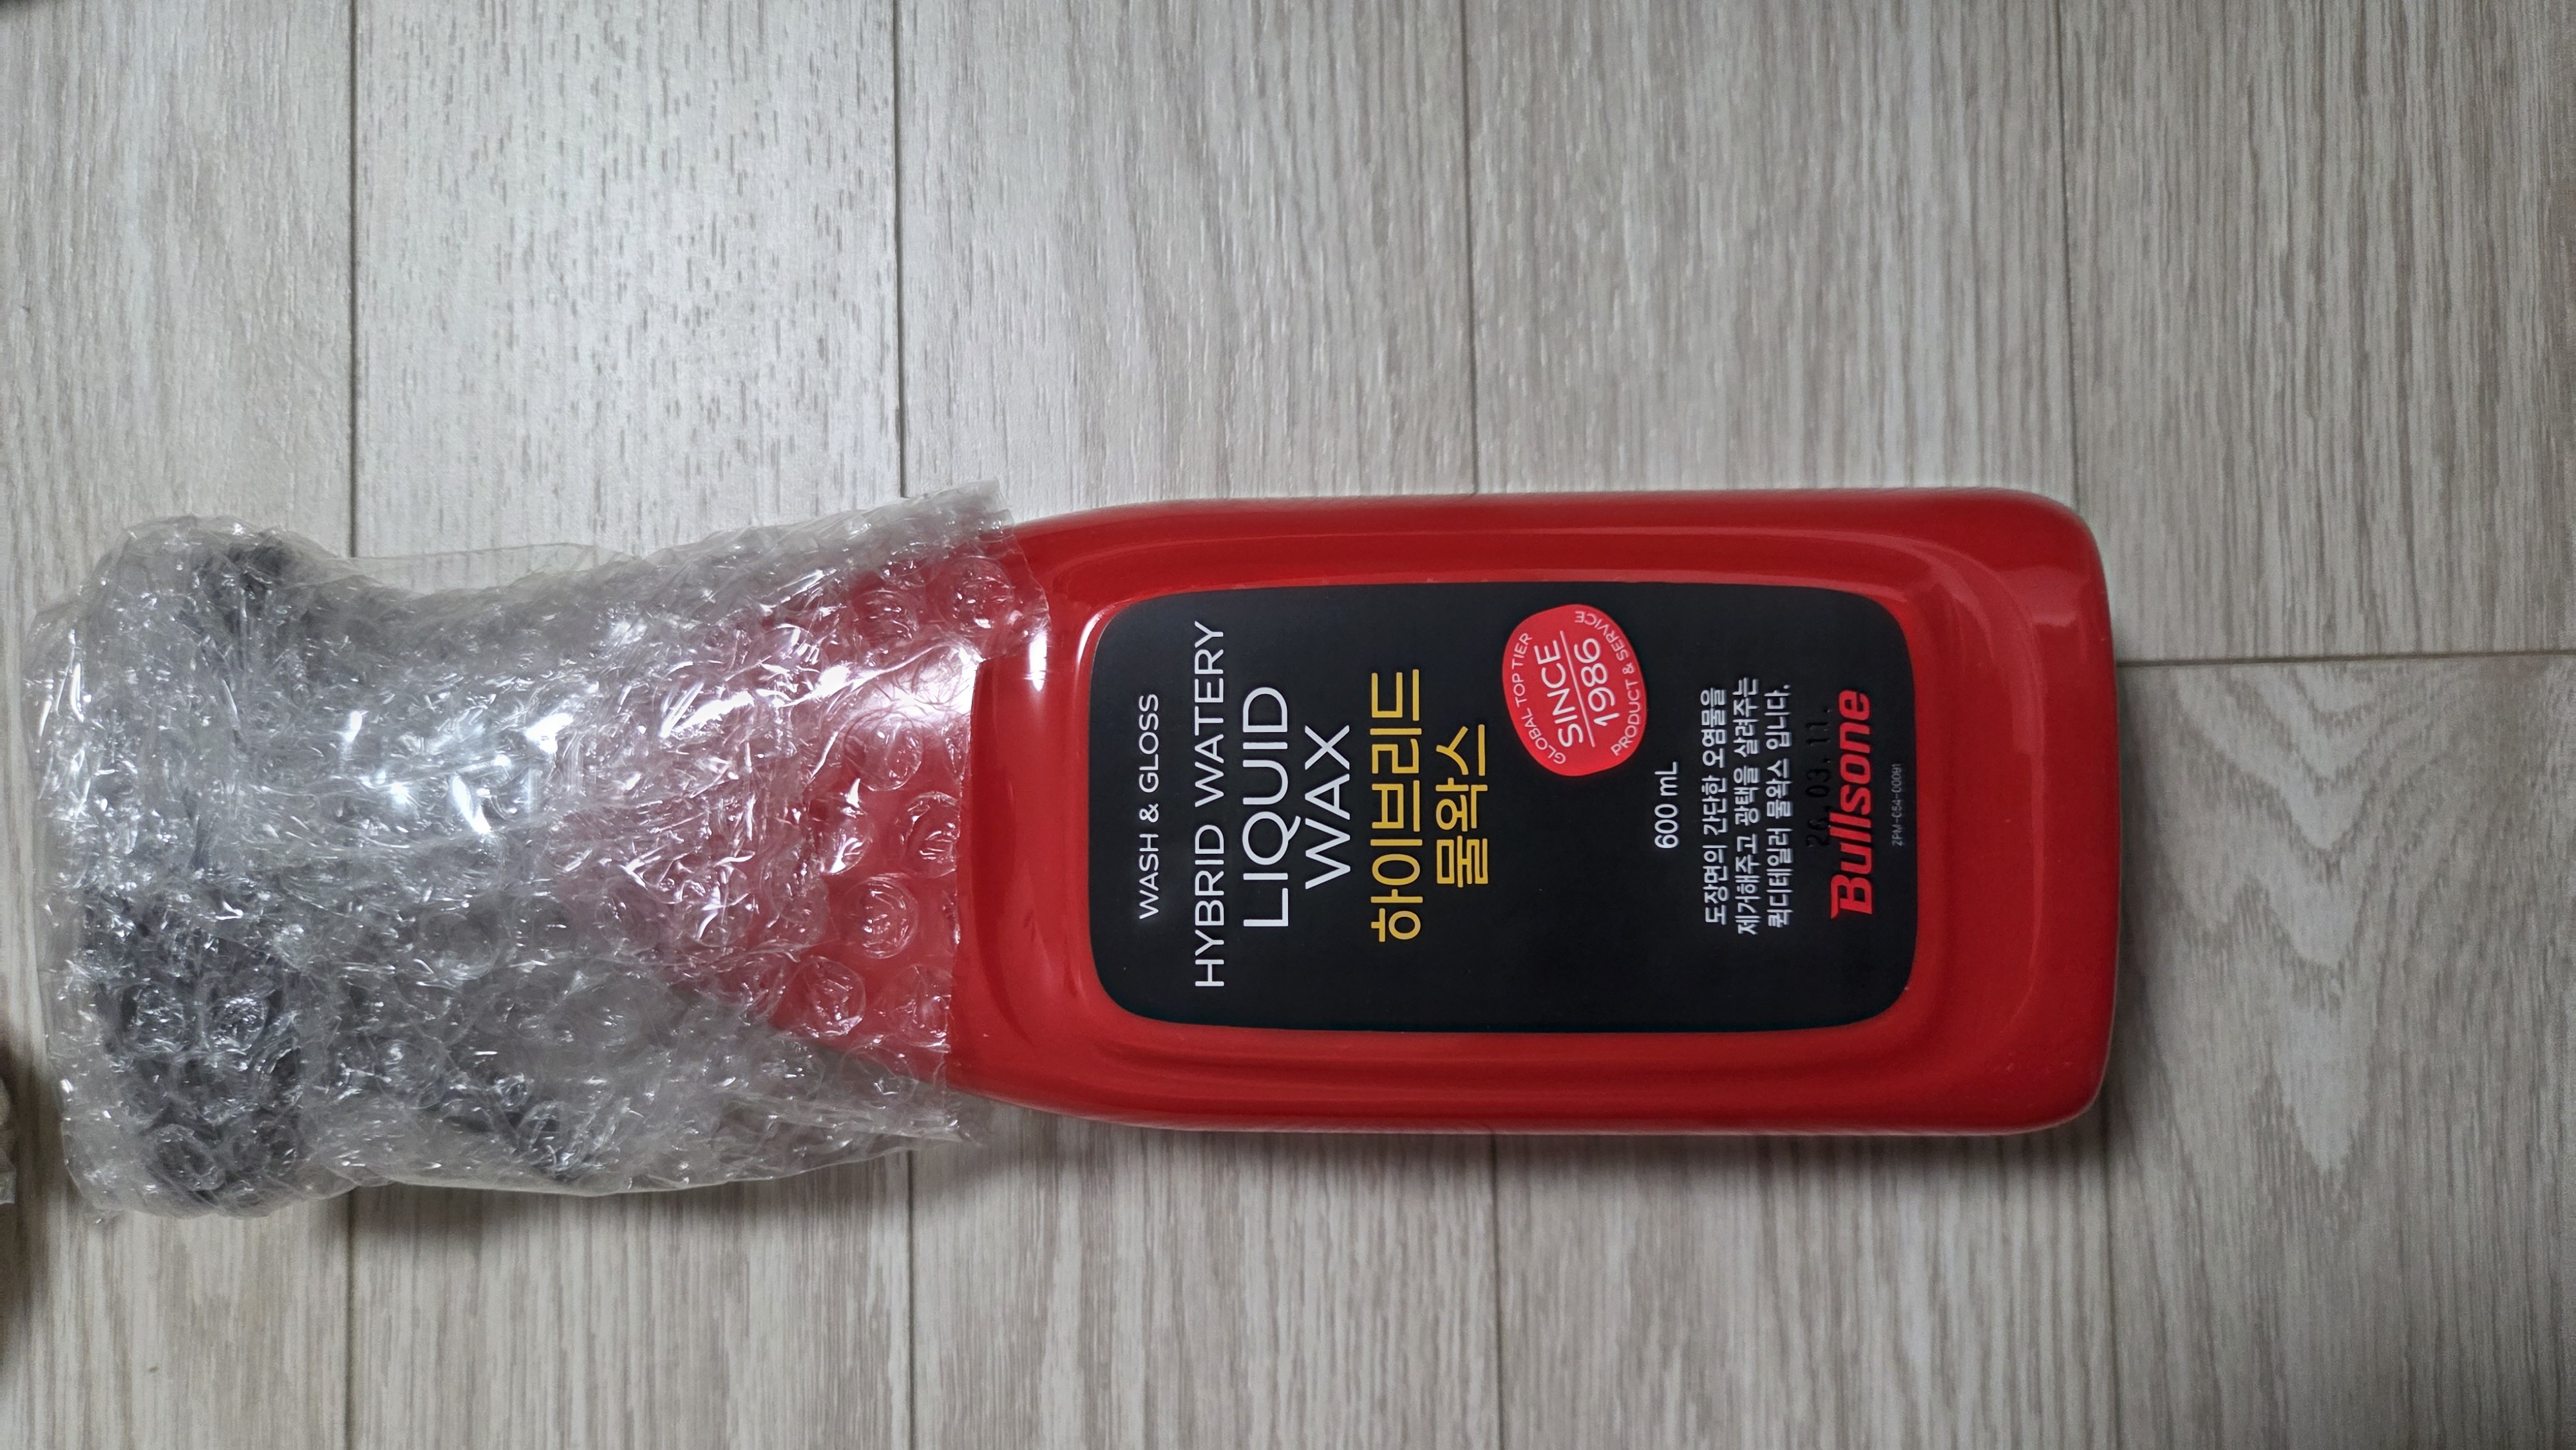 WASH & GLOSS
HYBRID WATERY
LIQUID
WAX
하이브리드
물왁스
GLOBAL TOP TIER
SINCE
1986
PRODUCT & SERVICE
600 mL
도장면의 간단한 오염물을
제거해주고 광택을 살려주는
퀵디테일러 물왁스 입니다.
26.03.11.
Bullsone